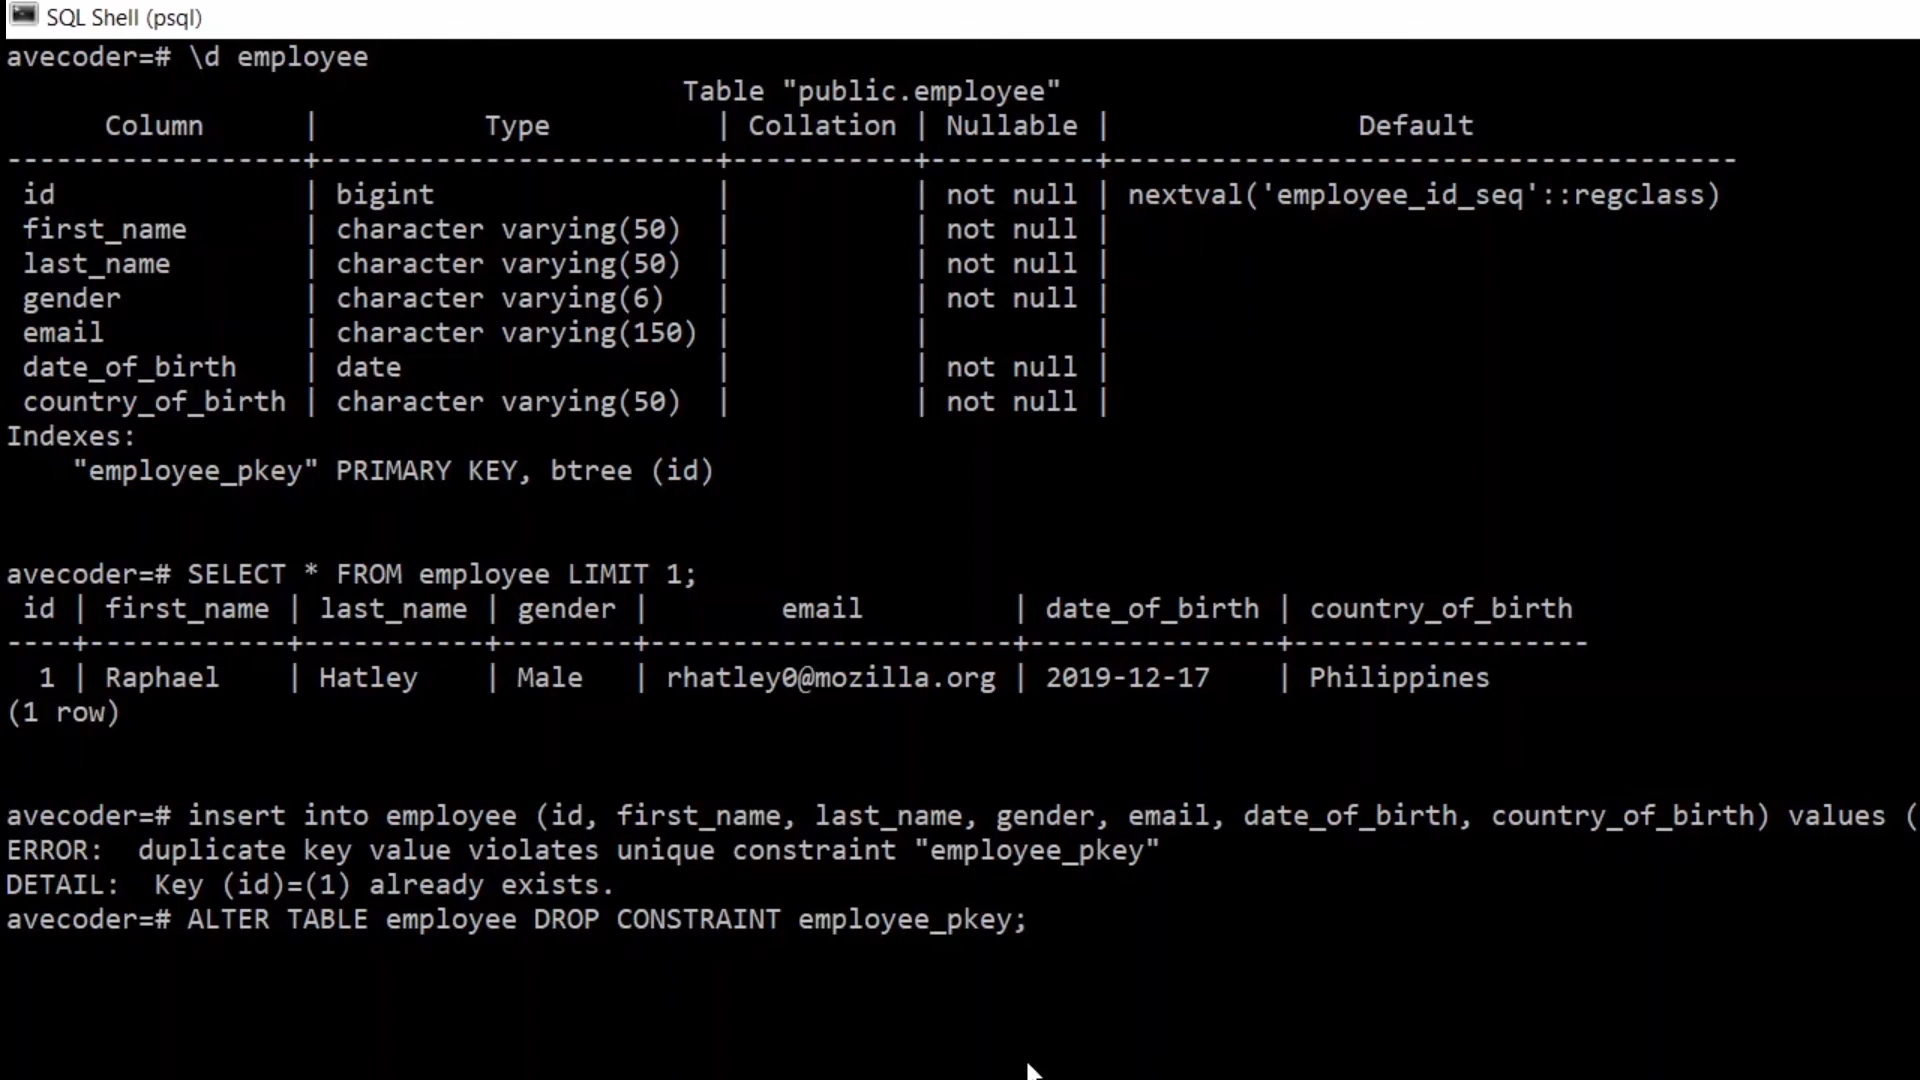 SQL Shell (psql)
avecoder=# \d employee
Table "public.employee"
Column | Type | Collation | Nullable | Default
------------------+------------------------+-----------+----------+--------------------------------------
id | bigint | | not null | nextval('employee_id_seq'::regclass)
first_name | character varying(50) | | not null |
last_name | character varying(50) | | not null |
gender | character varying(6) | | not null |
email | character varying(150) | | |
date_of_birth | date | | not null |
country_of_birth | character varying(50) | | not null |
Indexes:
"employee_pkey" PRIMARY KEY, btree (id)
avecoder=# SELECT * FROM employee LIMIT 1;
id | first_name | last_name | gender | email | date_of_birth | country_of_birth
----+------------+-----------+--------+----------------------+---------------+------------------
1 | Raphael | Hatley | Male | rhatley0@mozilla.org | 2019-12-17 | Philippines
(1 row)
avecoder=# insert into employee (id, first_name, last_name, gender, email, date_of_birth, country_of_birth) values (
ERROR: duplicate key value violates unique constraint "employee_pkey"
DETAIL: Key (id)=(1) already exists.
avecoder=# ALTER TABLE employee DROP CONSTRAINT employee_pkey;